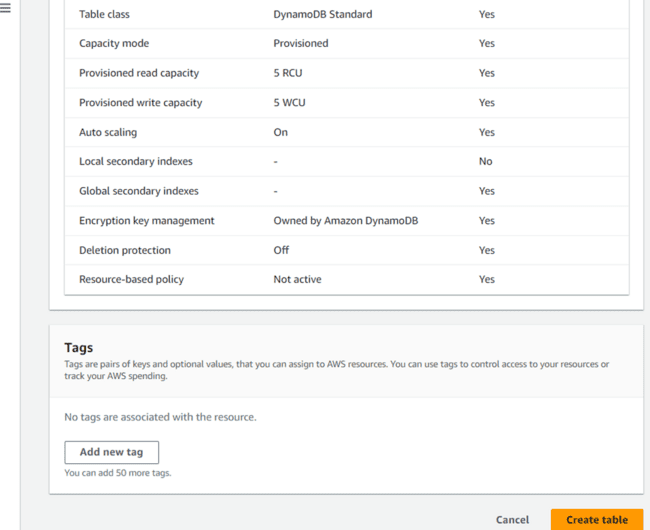 Table class DynamoDB Standard Yes
Capacity mode Provisioned Yes
Provisioned read capacity 5 RCU Yes
Provisioned write capacity 5 WCU Yes
Auto scaling On Yes
Local secondary indexes - No
Global secondary indexes - Yes
Encryption key management Owned by Amazon DynamoDB Yes
Deletion protection Off Yes
Resource-based policy Not active Yes
Tags
Tags are pairs of keys and optional values, that you can assign to AWS resources. You can use tags to control access to your resources or
track your AWS spending.
No tags are associated with the resource.
Add new tag
You can add 50 more tags.
Cancel Create table